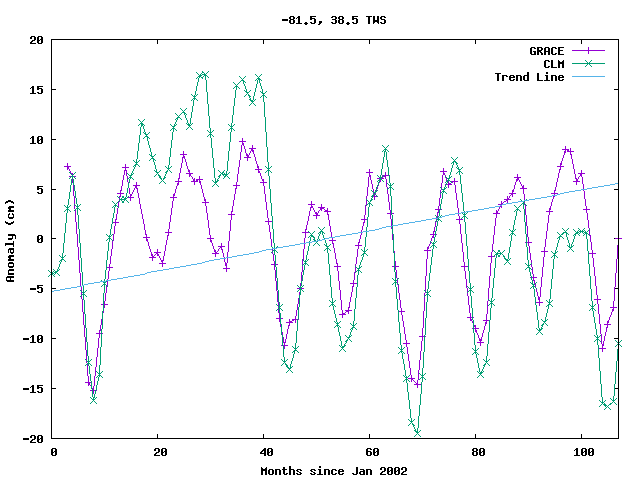 -81.5, 38.5 TWS
20
15
10
5
0
-5
-10
-15
-20
Anomaly (cm)
GRACE
CLM
Trend Line
0 20 40 60 80 100
Months since Jan 2002